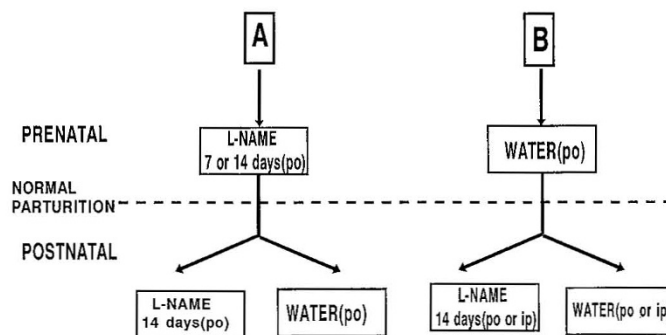 A
B
PRENATAL
L-NAME
7 or 14 days(po)
WATER(po)
NORMAL
PARTURITION
POSTNATAL
L-NAME
14 days(po)
WATER(po)
L-NAME
14 days(po or ip)
WATER(po or ip